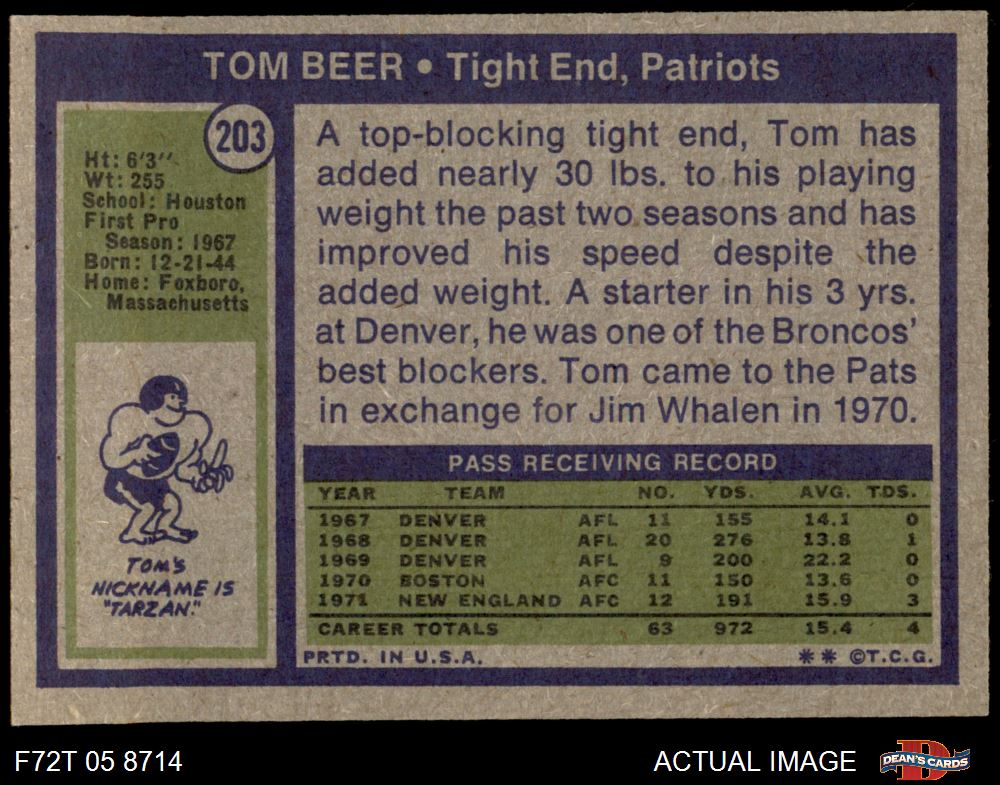 TOM BEER • Tight End, Patriots
203
Ht: 6'3"
Wt: 255
School: Houston
First Pro
Season: 1967
Born: 12-21-44
Home: Foxboro,
Massachusetts
TOM'S
NICKNAME IS
"TARZAN."
A top-blocking tight end, Tom has
added nearly 30 lbs. to his playing
weight the past two seasons and has
improved his speed despite the
added weight. A starter in his 3 yrs.
at Denver, he was one of the Broncos'
best blockers. Tom came to the Pats
in exchange for Jim Whalen in 1970.
PASS RECEIVING RECORD
YEAR TEAM NO. YDS. AVG. TDS.
1967 DENVER AFL 11 155 14.1 0
1968 DENVER AFL 20 276 13.8 1
1969 DENVER AFL 9 200 22.2 0
1970 BOSTON AFC 11 150 13.6 0
1971 NEW ENGLAND AFC 12 191 15.9 3
CAREER TOTALS 63 972 15.4 4
PRTD. IN U.S.A. ** ©T.C.G.
F72T 05 8714 ACTUAL IMAGE
D
DEAN'S CARDS